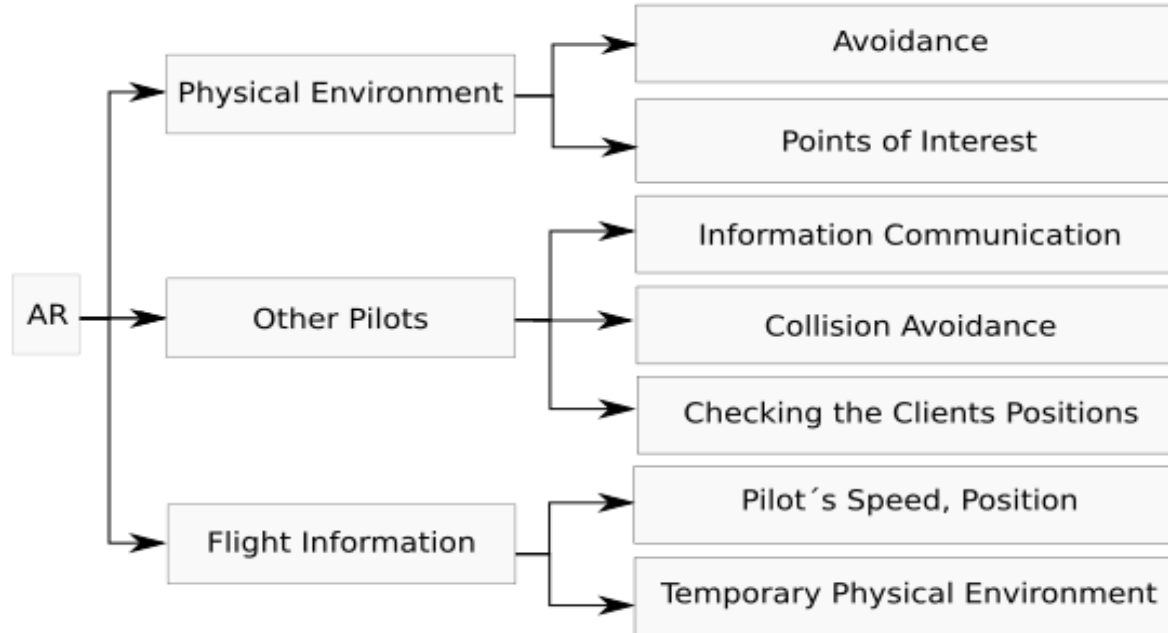 AR
Physical Environment
Avoidance
Points of Interest
Other Pilots
Information Communication
Collision Avoidance
Checking the Clients Positions
Flight Information
Pilot´s Speed, Position
Temporary Physical Environment